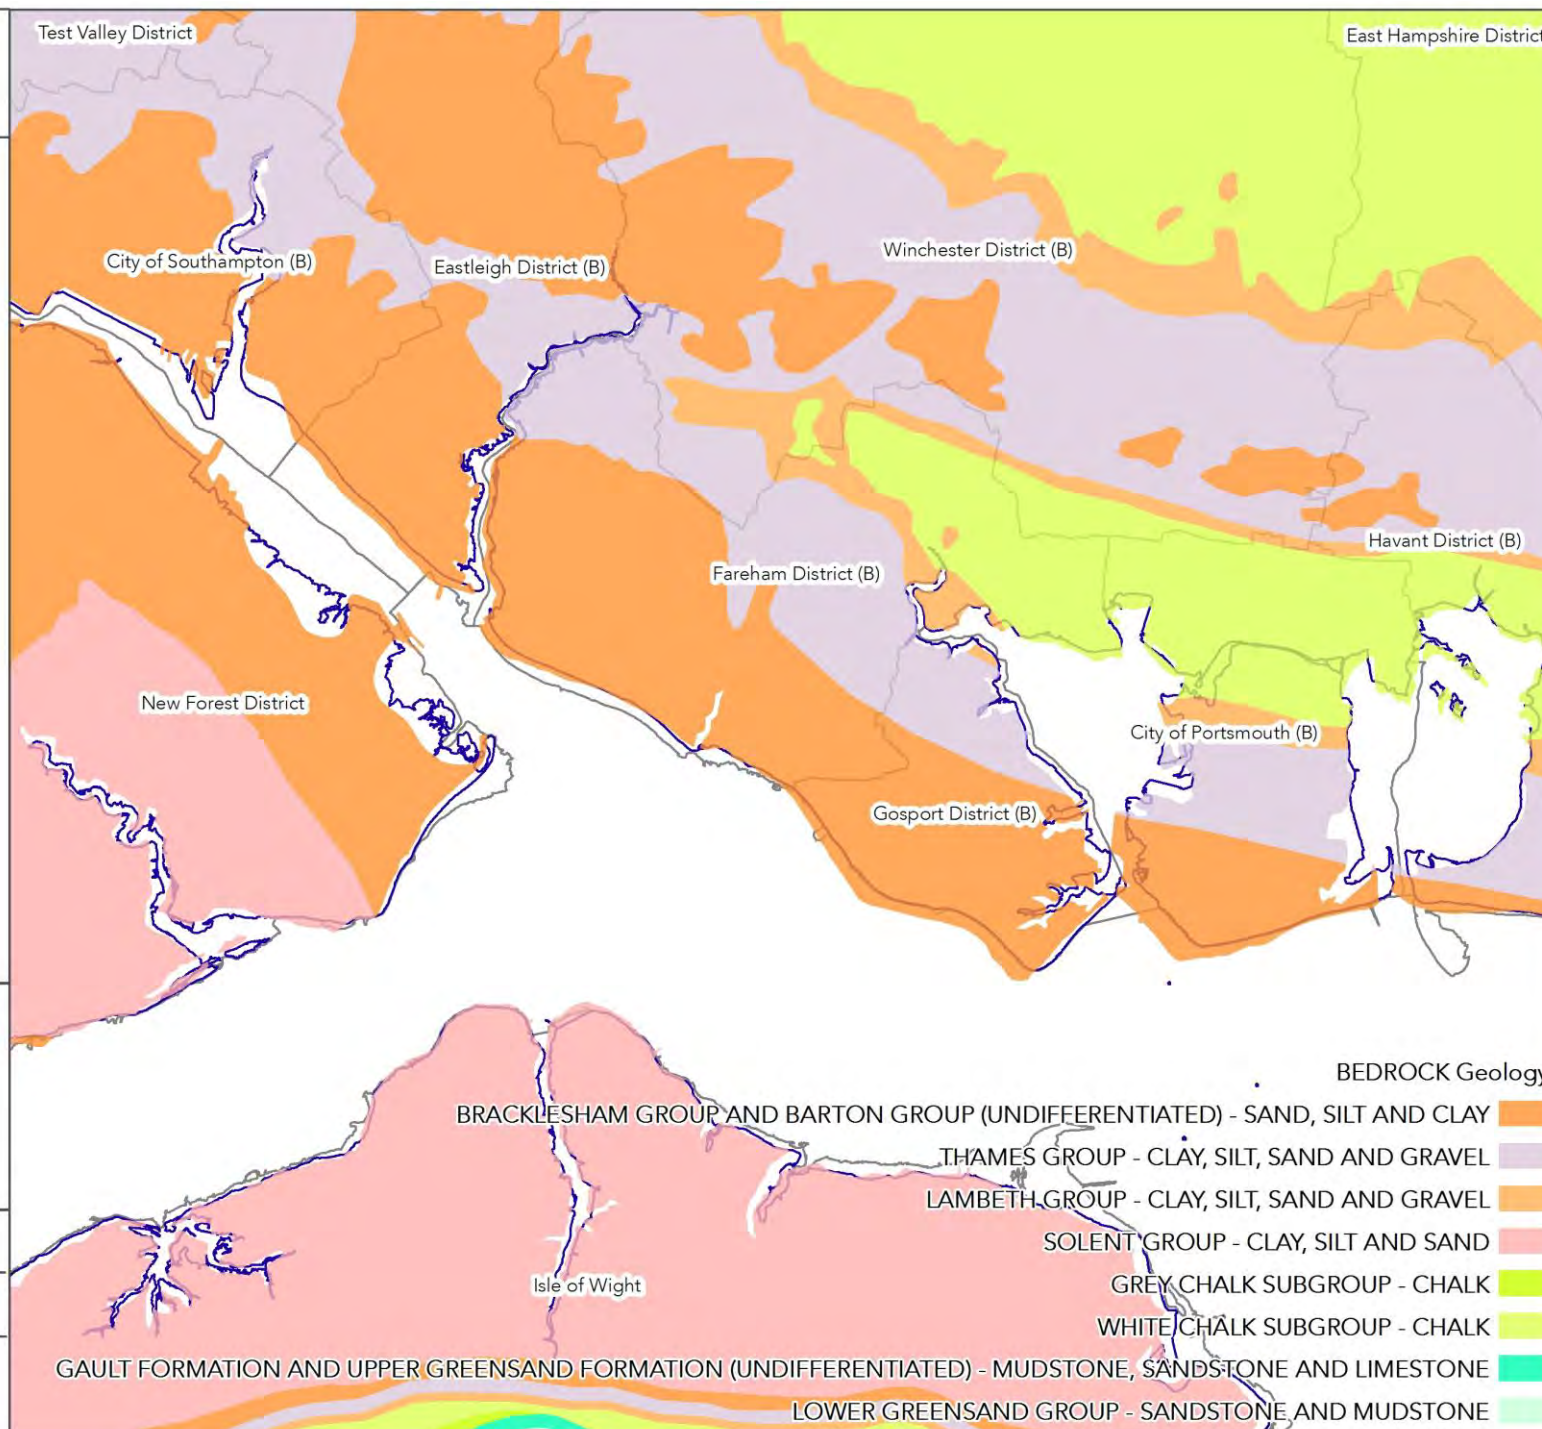 Test Valley District
East Hampshire District
Winchester District (B)
City of Southampton (B)
Eastleigh District (B)
Havant District (B)
Fareham District (B)
New Forest District
City of Portsmouth (B)
Gosport District (B)
BEDROCK Geology
BRACKLESHAM GROUP AND BARTON GROUP (UNDIFFERENTIATED) - SAND, SILT AND CLAY
THAMES GROUP - CLAY, SILT, SAND AND GRAVEL
LAMBETH GROUP - CLAY, SILT, SAND AND GRAVEL
SOLENT GROUP - CLAY, SILT AND SAND
Isle of Wight
GREY CHALK SUBGROUP - CHALK
WHITE CHALK SUBGROUP - CHALK
GAULT FORMATION AND UPPER GREENSAND FORMATION (UNDIFFERENTIATED) - MUDSTONE, SANDSTONE AND LIMESTONE
LOWER GREENSAND GROUP - SANDSTONE AND MUDSTONE